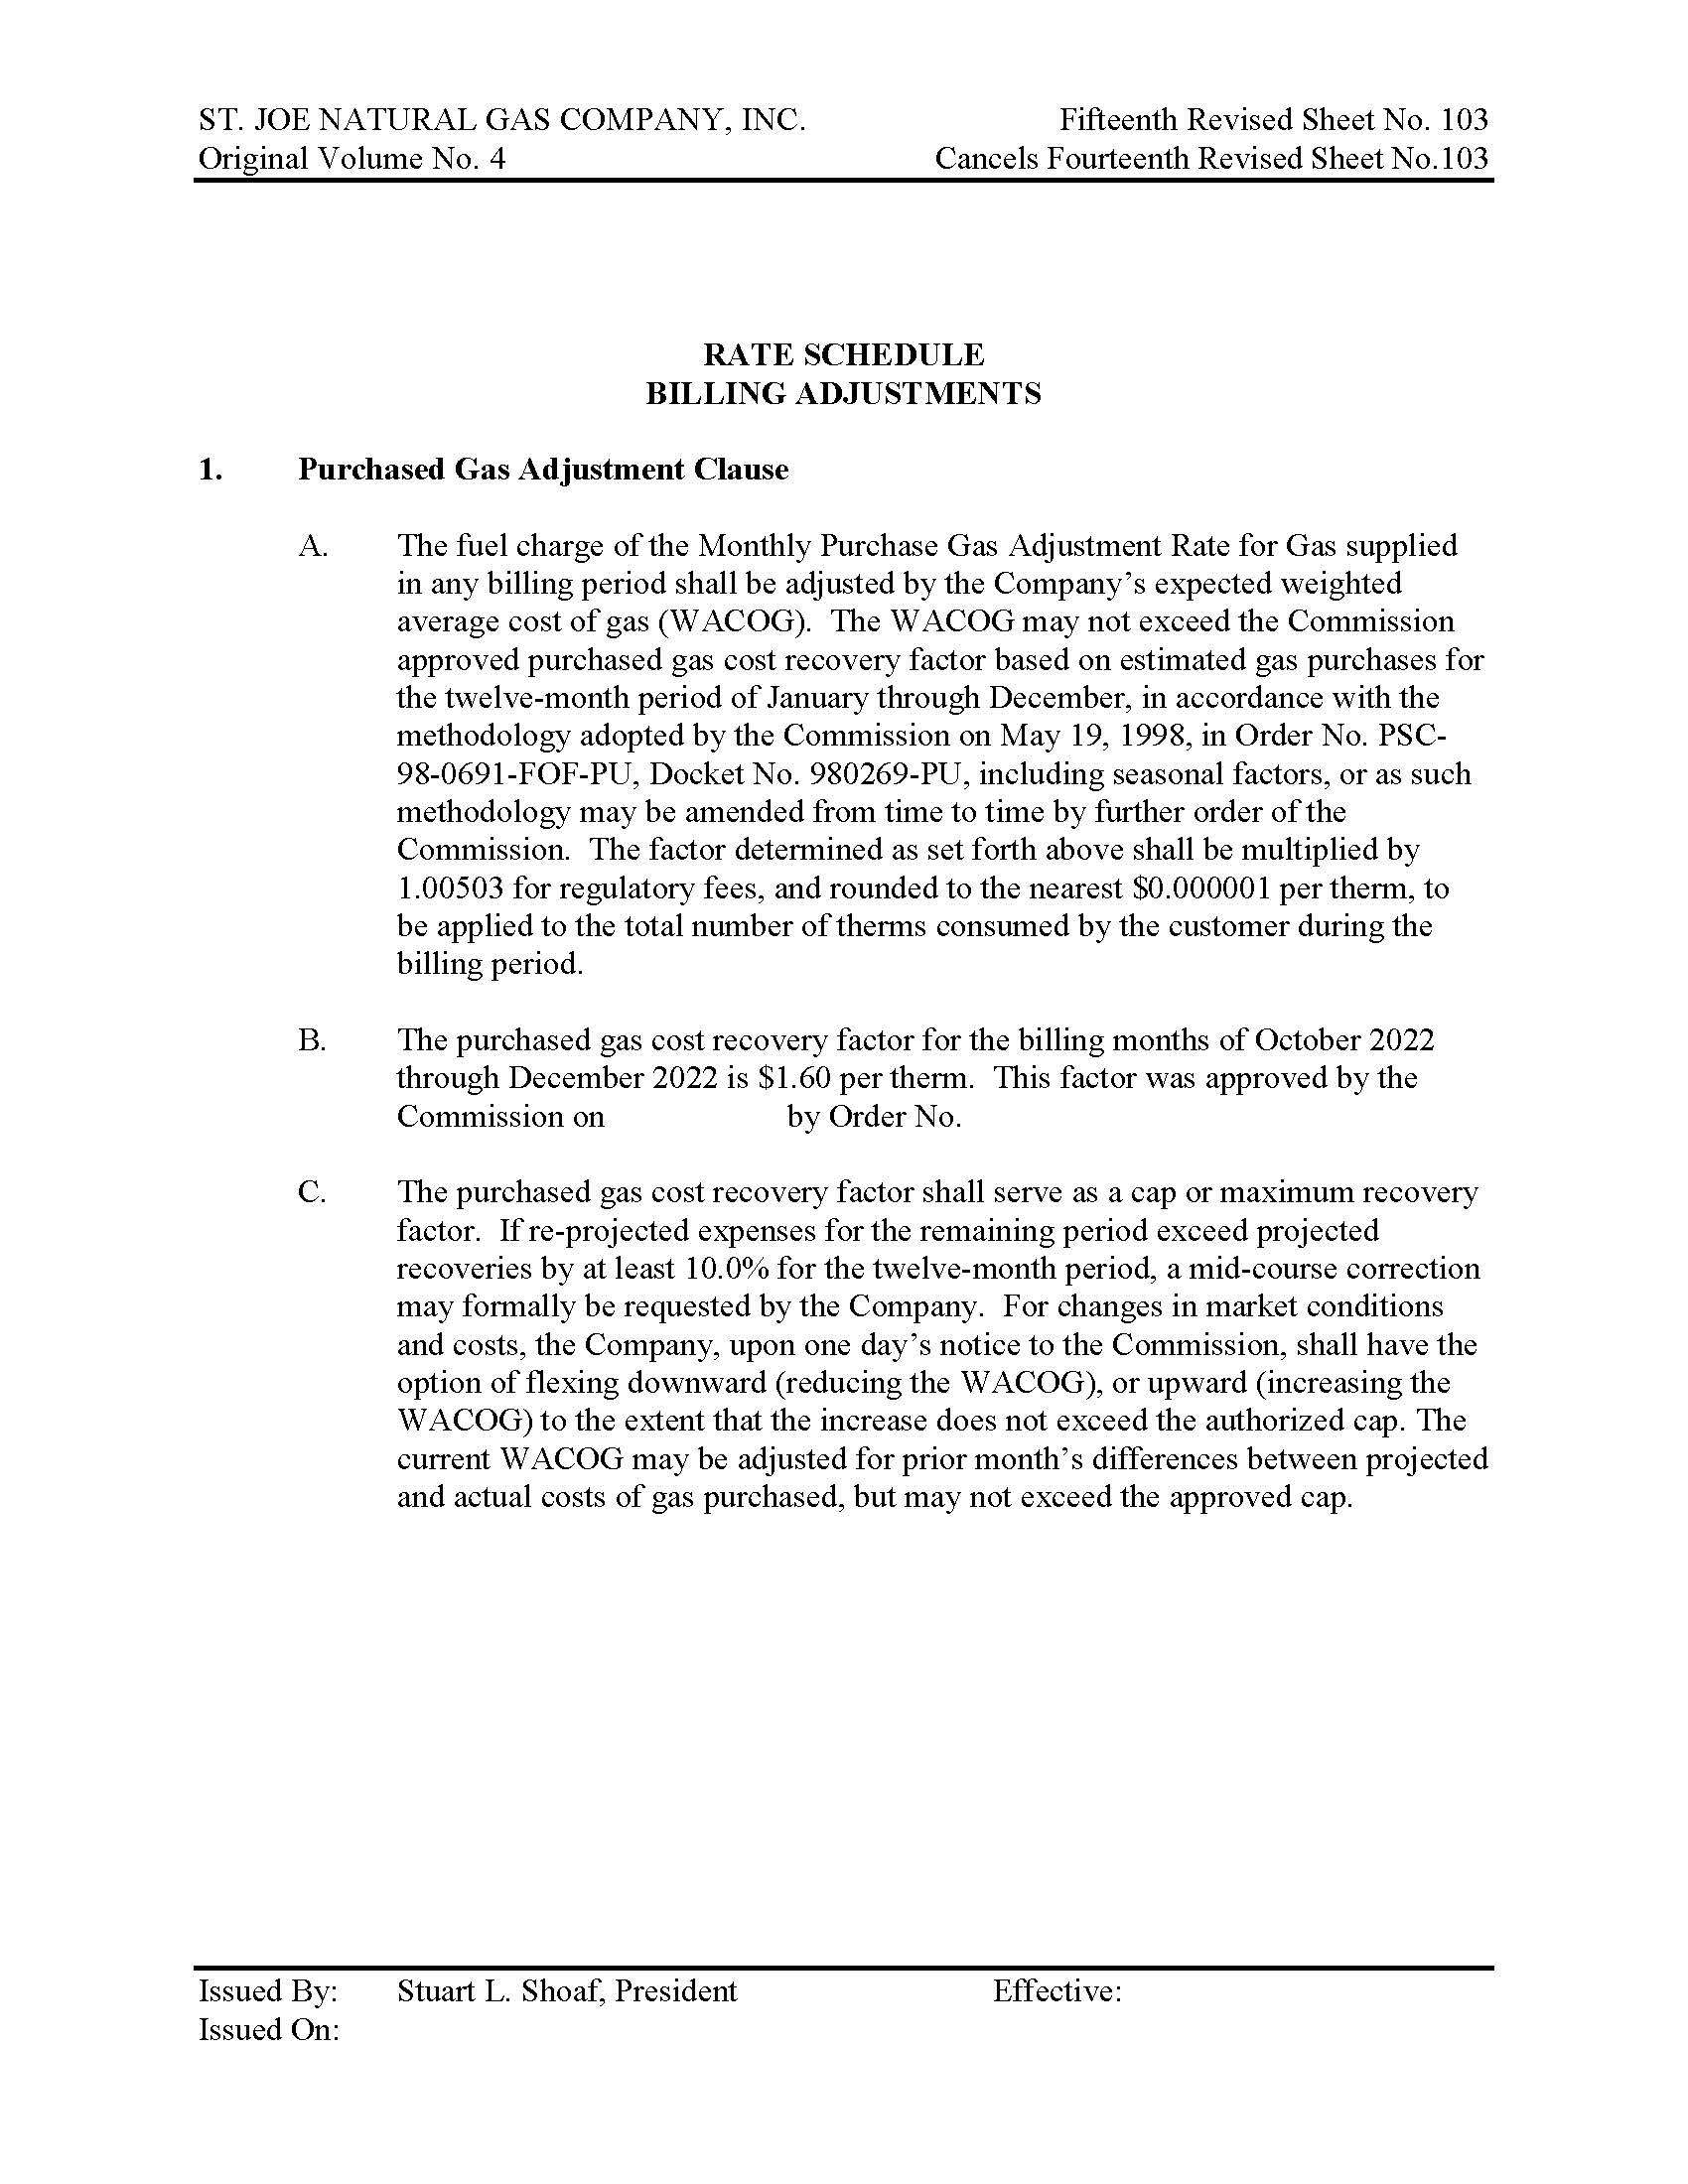 ST. JOE NATURAL GAS COMPANY, INC. Fifteenth Revised Sheet No. 103
Original Volume No. 4 Cancels Fourteenth Revised Sheet No.103
RATE SCHEDULE
BILLING ADJUSTMENTS
1. Purchased Gas Adjustment Clause
A. The fuel charge of the Monthly Purchase Gas Adjustment Rate for Gas supplied
in any billing period shall be adjusted by the Company’s expected weighted
average cost of gas (WACOG).  The WACOG may not exceed the Commission
approved purchased gas cost recovery factor based on estimated gas purchases for
the twelve-month period of January through December, in accordance with the
methodology adopted by the Commission on May 19, 1998, in Order No. PSC-
98-0691-FOF-PU, Docket No. 980269-PU, including seasonal factors, or as such
methodology may be amended from time to time by further order of the
Commission.  The factor determined as set forth above shall be multiplied by
1.00503 for regulatory fees, and rounded to the nearest $0.000001 per therm, to
be applied to the total number of therms consumed by the customer during the
billing period.
B. The purchased gas cost recovery factor for the billing months of October 2022
through December 2022 is $1.60 per therm.  This factor was approved by the
Commission on by Order No.
C. The purchased gas cost recovery factor shall serve as a cap or maximum recovery
factor.  If re-projected expenses for the remaining period exceed projected
recoveries by at least 10.0% for the twelve-month period, a mid-course correction
may formally be requested by the Company.  For changes in market conditions
and costs, the Company, upon one day’s notice to the Commission, shall have the
option of flexing downward (reducing the WACOG), or upward (increasing the
WACOG) to the extent that the increase does not exceed the authorized cap. The
current WACOG may be adjusted for prior month’s differences between projected
and actual costs of gas purchased, but may not exceed the approved cap.
Issued By: Stuart L. Shoaf, President Effective:
Issued On: